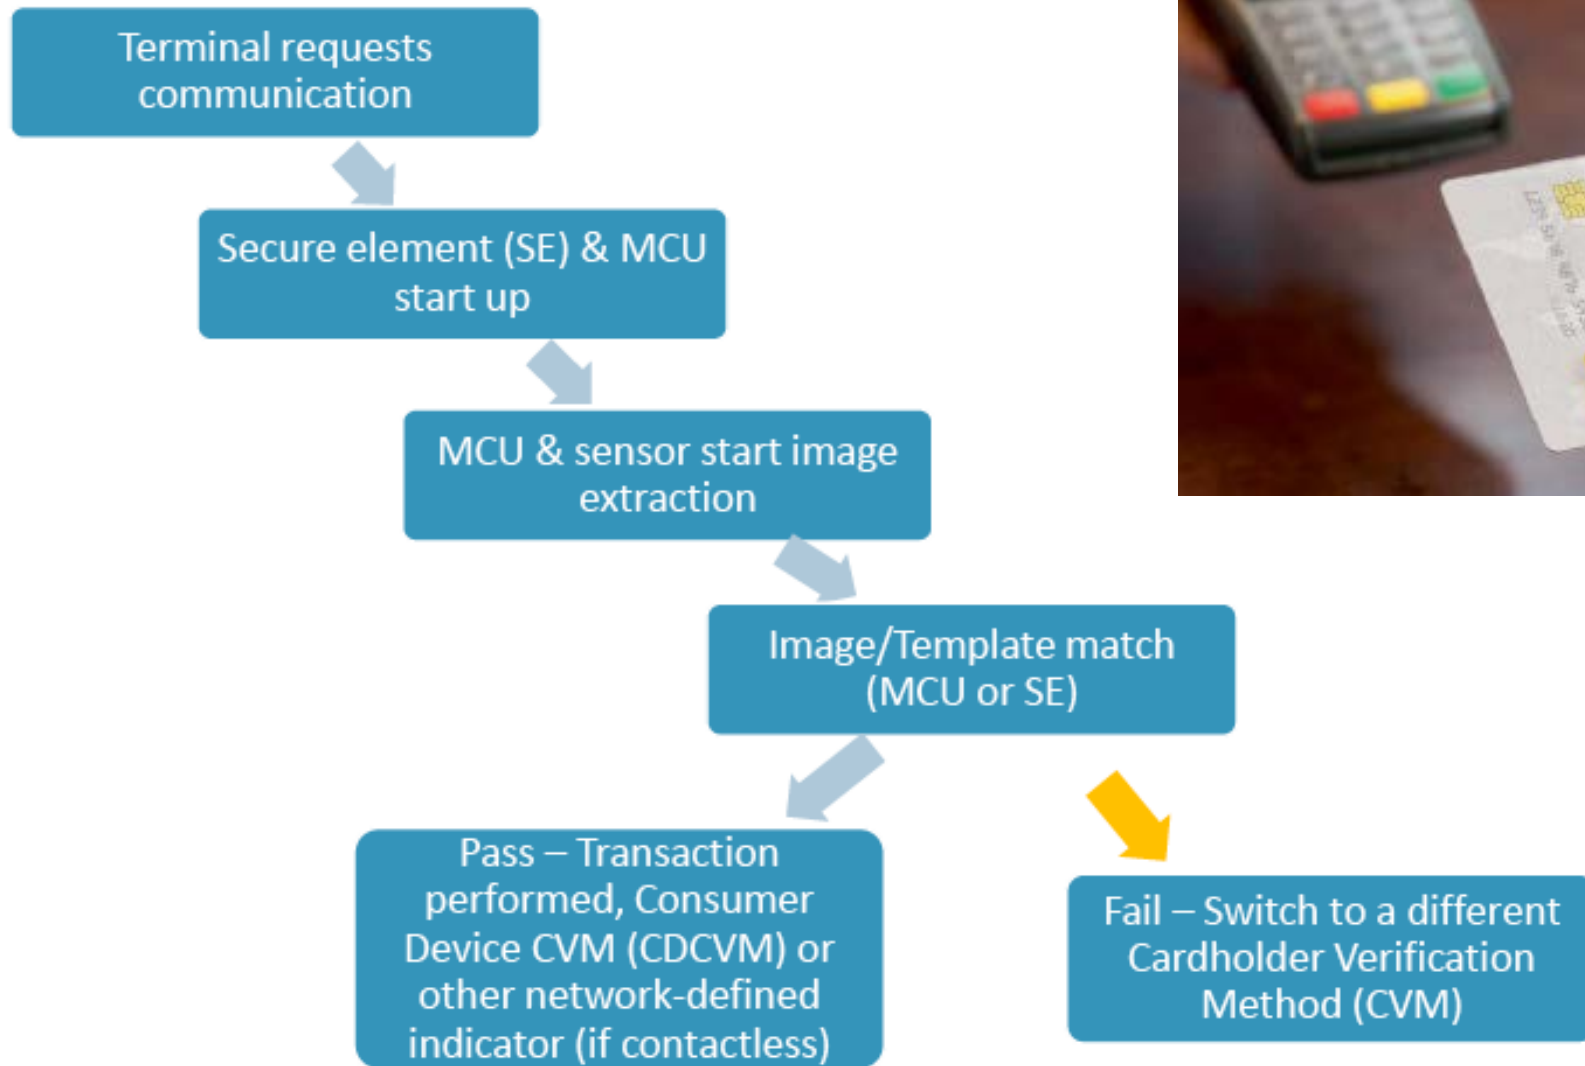 Terminal requests
communication
Secure element (SE) & MCU
start up
MCU & sensor start image
extraction
Image/Template match
(MCU or SE)
Pass – Transaction
performed, Consumer
Device CVM (CDCVM) or
other network-defined
indicator (if contactless)
Fail – Switch to a different
Cardholder Verification
Method (CVM)